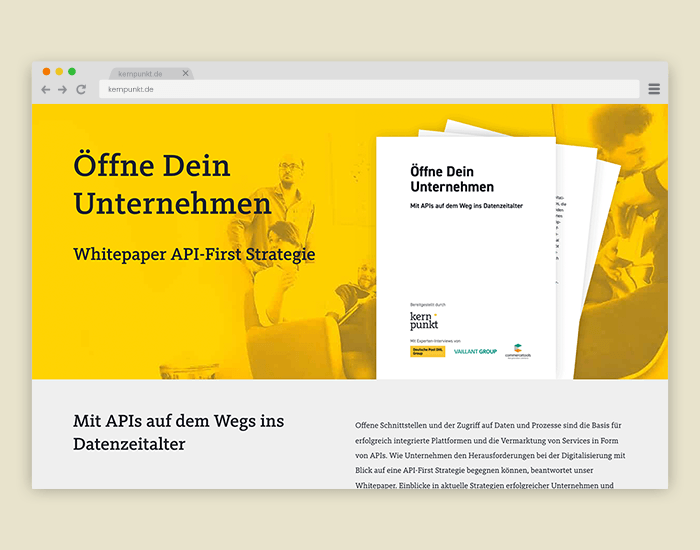 kernpunkt.de
kernpunkt.de
Öffne Dein
Unternehmen
Whitepaper API-First Strategie
Öffne Dein
Unternehmen
Mit APIs auf dem Weg ins Datenzeitalter
Bereitgestellt durch
kern
punkt
Mit Experten-Interviews von:
Deutsche Post DHL
Group
VAILLANT GROUP
commercetools
Mit APIs auf dem Wegs ins
Datenzeitalter
Offene Schnittstellen und der Zugriff auf Daten und Prozesse sind die Basis für
erfolgreich integrierte Plattformen und die Vermarktung von Services in Form
von APIs. Wie Unternehmen den Herausforderungen bei der Digitalisierung mit
Blick auf eine API-First Strategie begegnen können, beantwortet unser
Whitepaper. Einblicke in aktuelle Strategien erfolgreicher Unternehmen und